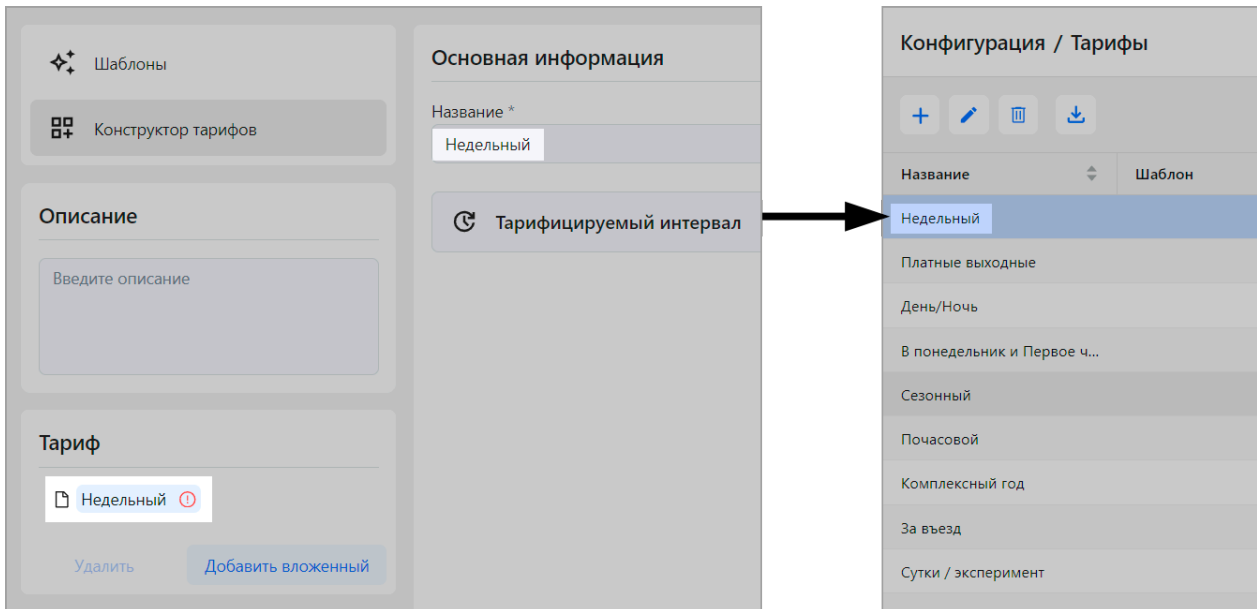 Шаблоны
Конструктор тарифов
Описание
Введите описание
Тариф
Недельный
Удалить
Добавить вложенный
Основная информация
Название *
Недельный
Тарифицируемый интервал
Конфигурация / Тарифы
Название
Шаблон
Недельный
Платные выходные
День/Ночь
В понедельник и Первое ч...
Сезонный
Почасовой
Комплексный год
За въезд
Сутки / эксперимент